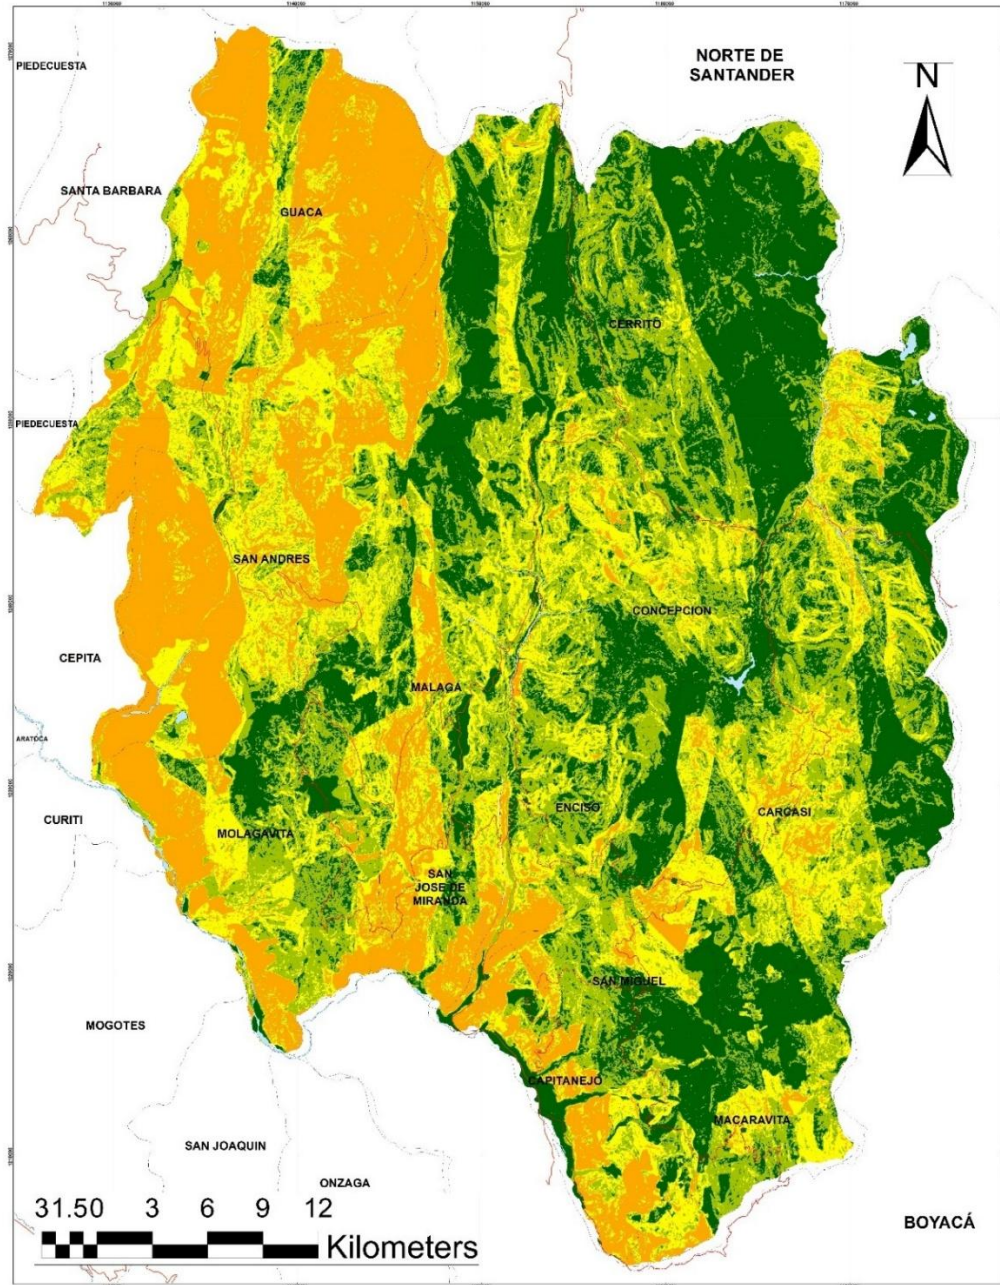 PIEDECUESTA
NORTE DE
SANTANDER
N
SANTA BARBARA
GUACA
CERRITO
PIEDECUESTA
SAN ANDRES
CONCEPCION
CEPITA
MALAGA
ARATOCA
CURITI
ENCISO
CARCASI
MOLAGAVITA
SAN
JOSE DE
MIRANDA
SAN MIGUEL
MOGOTES
CAPITANEJO
MACARAVITA
SAN JOAQUIN
ONZAGA
31.50 3 6 9 12
Kilometers
BOYACÁ